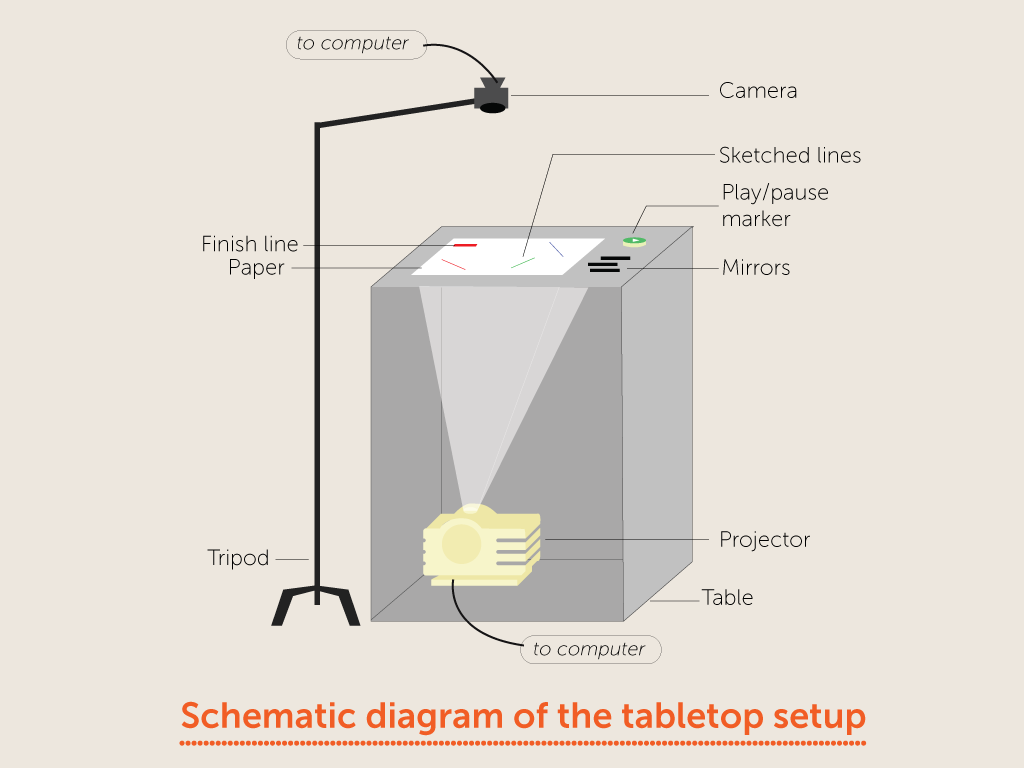 to computer
Camera
Sketched lines
Play/pause
marker
Finish line
Paper
Mirrors
Projector
Tripod
Table
to computer
Schematic diagram of the tabletop setup